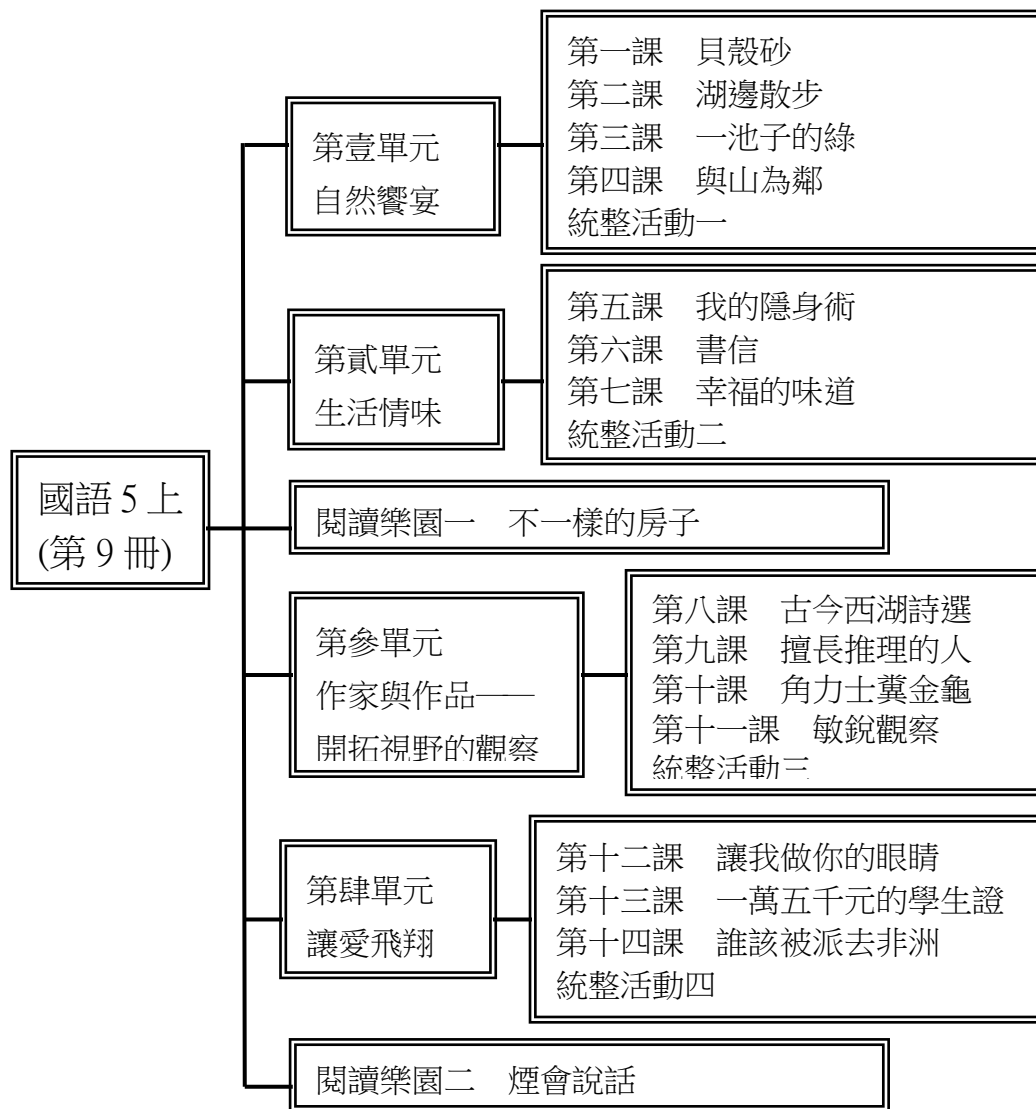 第一課　貝殼砂
第二課　湖邊散步
第三課　一池子的綠
第四課　與山為鄰
統整活動一
第壹單元
自然饗宴
第五課　我的隱身術
第六課　書信
第七課　幸福的味道
統整活動二
第貳單元
生活情味
國語 5 上
(第 9 冊)
閱讀樂園一　不一樣的房子
第參單元
作家與作品——
開拓視野的觀察
第八課　古今西湖詩選
第九課　擅長推理的人
第十課　角力士糞金龜
第十一課　敏銳觀察
統整活動三
第肆單元
讓愛飛翔
第十二課　讓我做你的眼睛
第十三課　一萬五千元的學生證
第十四課　誰該被派去非洲
統整活動四
閱讀樂園二　煙會說話